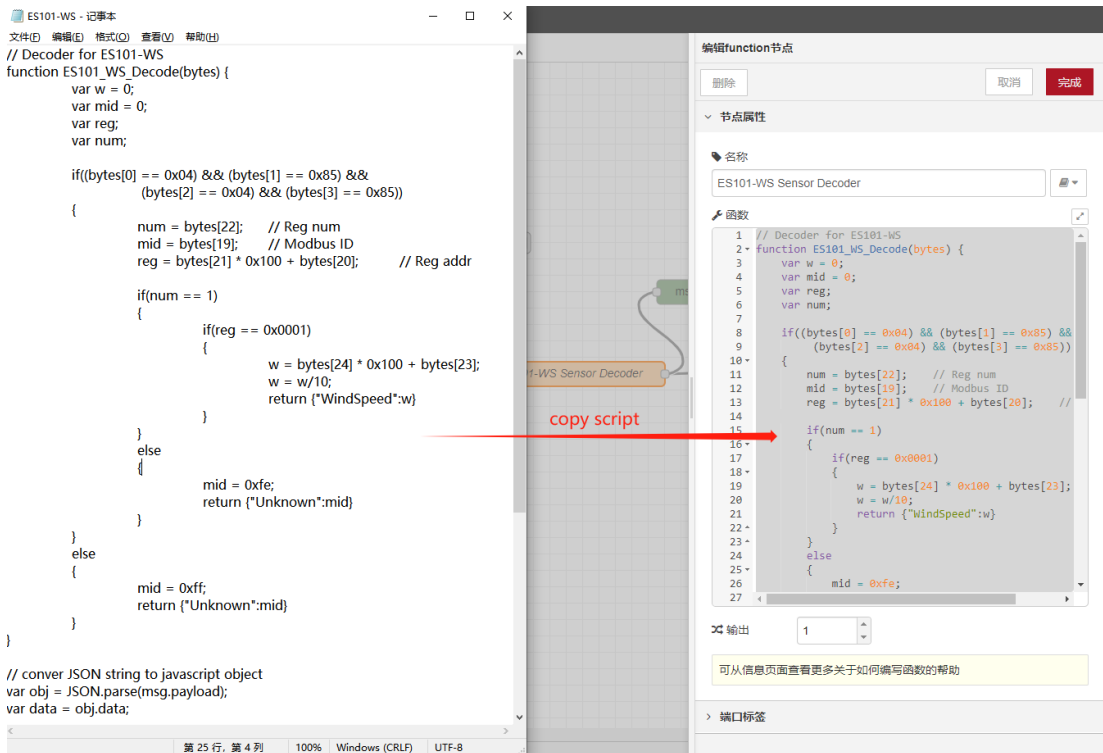 ES101-WS - 记事本
文件(F) 编辑(E) 格式(O) 查看(V) 帮助(H)
// Decoder for ES101-WS
function ES101_WS_Decode(bytes) {
var w = 0;
var mid = 0;
var reg;
var num;
if((bytes[0] == 0x04) && (bytes[1] == 0x85) &&
(bytes[2] == 0x04) && (bytes[3] == 0x85))
{
num = bytes[22]; // Reg num
mid = bytes[19]; // Modbus ID
reg = bytes[21] * 0x100 + bytes[20]; // Reg addr
if(num == 1)
{
if(reg == 0x0001)
{
w = bytes[24] * 0x100 + bytes[23];
w = w/10;
return {"WindSpeed":w}
}
}
else
{
mid = 0xfe;
return {"Unknown":mid}
}
}
else
{
mid = 0xff;
return {"Unknown":mid}
}
}
// conver JSON string to javascript object
var obj = JSON.parse(msg.payload);
var data = obj.data;
第 25 行，第 4 列 100% Windows (CRLF) UTF-8
ms
1-WS Sensor Decoder
copy script
编辑function节点
删除 取消 完成
节点属性
名称
ES101-WS Sensor Decoder
函数
1 // Decoder for ES101-WS
2 function ES101_WS_Decode(bytes) {
3 var w = 0;
4 var mid = 0;
5 var reg;
6 var num;
7
8 if((bytes[0] == 0x04) && (bytes[1] == 0x85) &&
9 (bytes[2] == 0x04) && (bytes[3] == 0x85))
10 {
11 num = bytes[22]; // Reg num
12 mid = bytes[19]; // Modbus ID
13 reg = bytes[21] * 0x100 + bytes[20]; //
14
15 if(num == 1)
16 {
17 if(reg == 0x0001)
18 {
19 w = bytes[24] * 0x100 + bytes[23];
20 w = w/10;
21 return {"WindSpeed":w}
22 }
23 }
24 else
25 {
26 mid = 0xfe;
27
输出 1
可从信息页面查看更多关于如何编写函数的帮助
端口标签